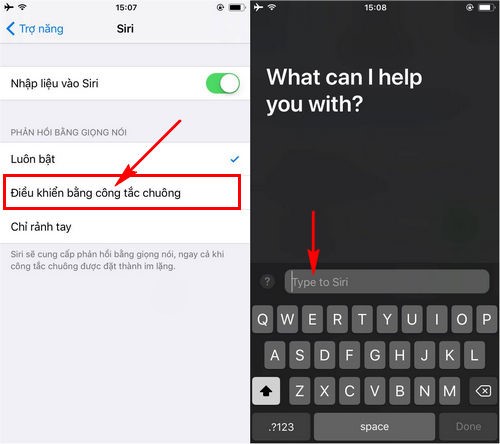 15:07
Trợ năng
Siri
Nhập liệu vào Siri
PHẢN HỒI BẰNG GIỌNG NÓI
Luôn bật
Điều khiển bằng công tắc chuông
Chỉ rảnh tay
Siri sẽ cung cấp phản hồi bằng giọng nói, ngay cả khi
công tắc chuông được đặt thành im lặng.
15:08
What can I help
you with?
?
Type to Siri
Q W E R T Y U I O P
A S D F G H J K L
Z X C V B N M
.?123
space
Done